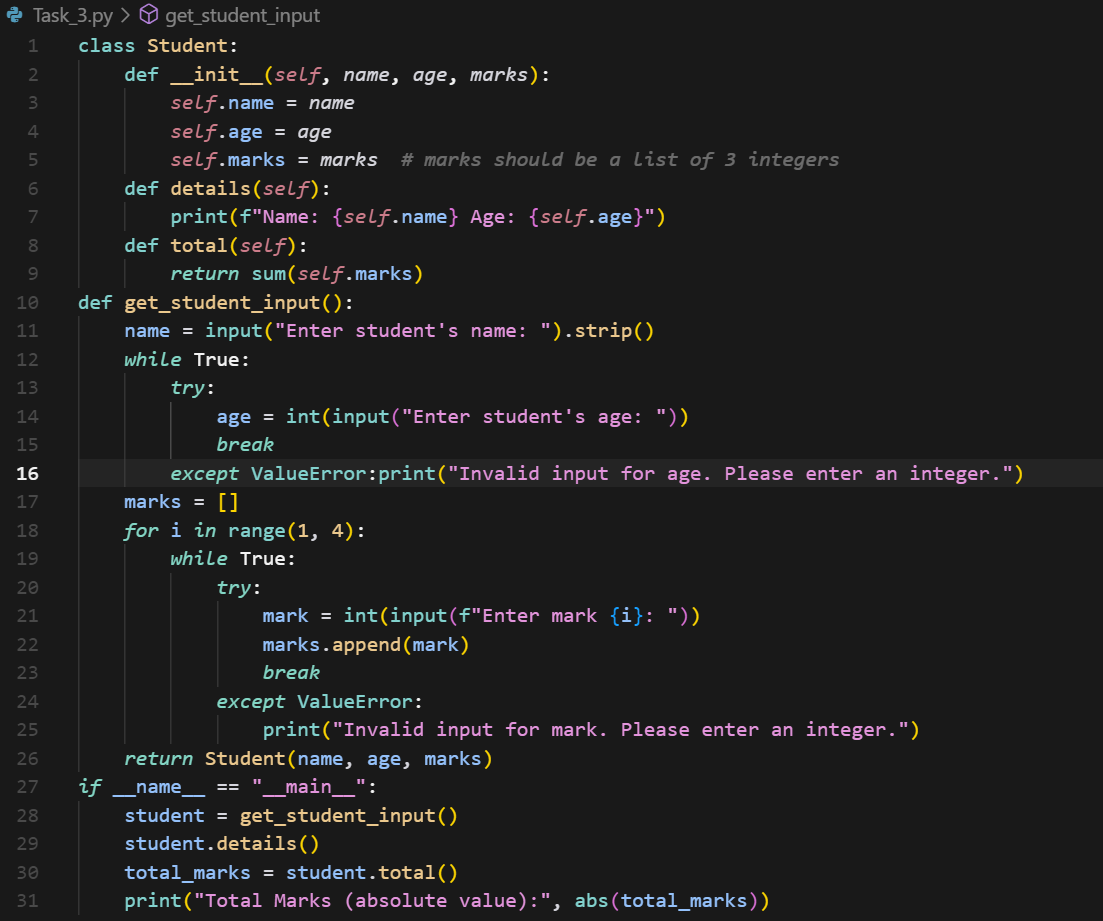 Task_3.py > get_student_input
1 class Student:
2     def __init__(self, name, age, marks):
3         self.name = name
4         self.age = age
5         self.marks = marks  # marks should be a list of 3 integers
6     def details(self):
7         print(f"Name: {self.name} Age: {self.age}")
8     def total(self):
9         return sum(self.marks)
10 def get_student_input():
11     name = input("Enter student's name: ").strip()
12     while True:
13         try:
14             age = int(input("Enter student's age: "))
15             break
16         except ValueError:print("Invalid input for age. Please enter an integer.")
17     marks = []
18     for i in range(1, 4):
19         while True:
20             try:
21                 mark = int(input(f"Enter mark {i}: "))
22                 marks.append(mark)
23                 break
24             except ValueError:
25                 print("Invalid input for mark. Please enter an integer.")
26     return Student(name, age, marks)
27 if __name__ == "__main__":
28     student = get_student_input()
29     student.details()
30     total_marks = student.total()
31     print("Total Marks (absolute value):", abs(total_marks))